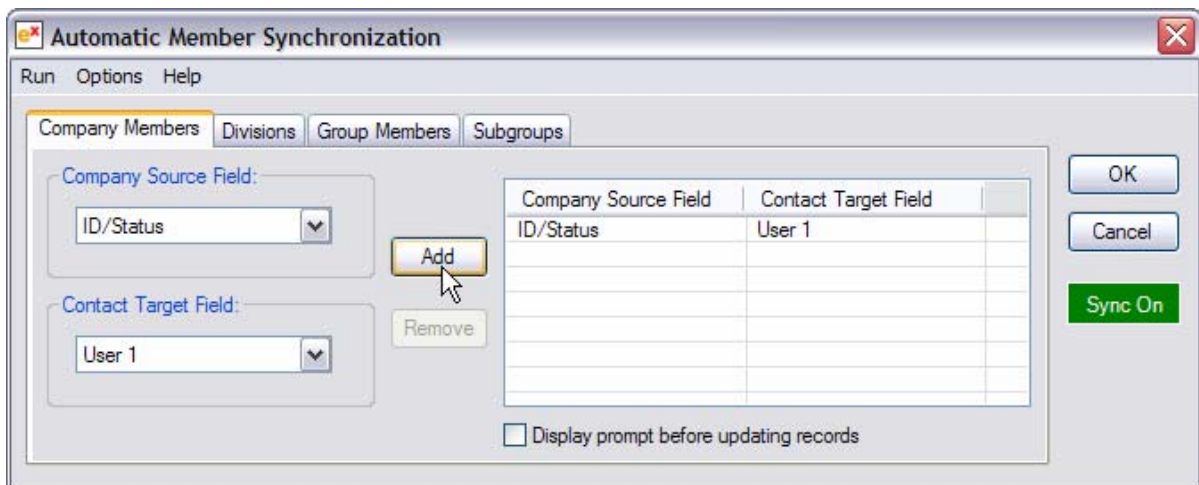 ex Automatic Member Synchronization
Run Options Help
Company Members Divisions Group Members Subgroups
Company Source Field:
ID/Status
Contact Target Field:
User 1
Add
Remove
Company Source Field Contact Target Field
ID/Status User 1
Display prompt before updating records
OK
Cancel
Sync On